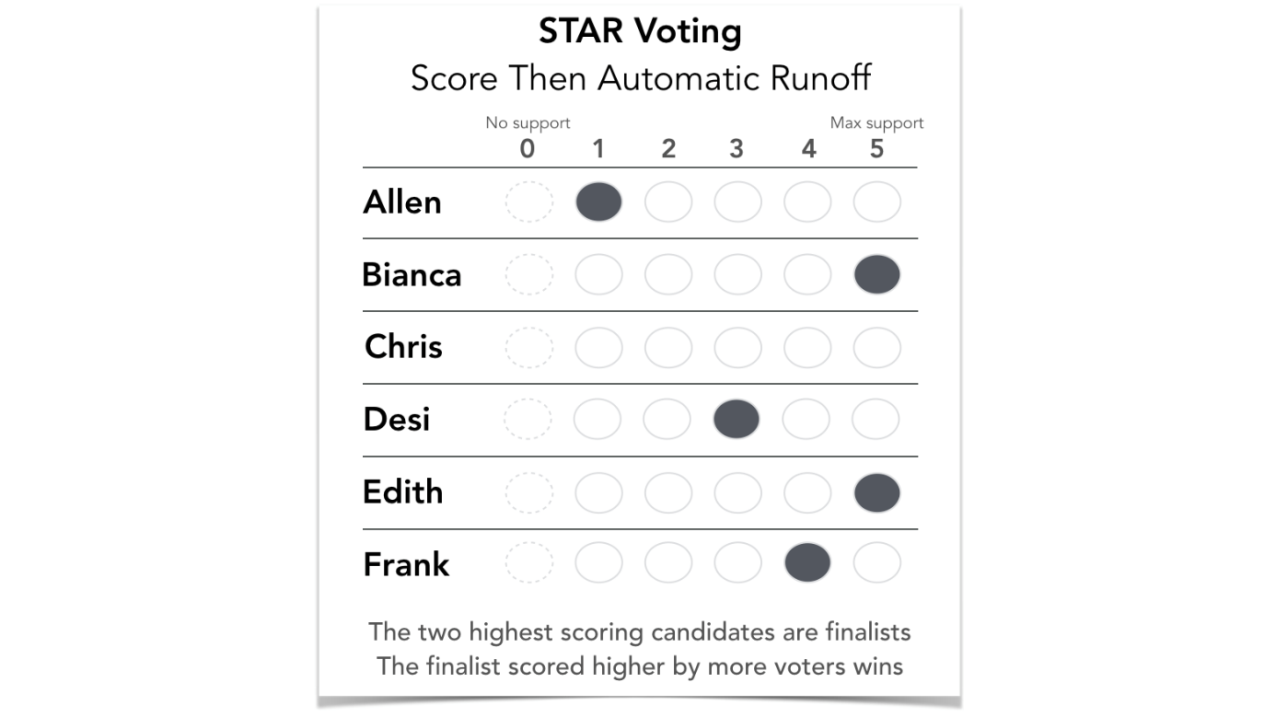 STAR Voting
Score Then Automatic Runoff
No support Max support
0 1 2 3 4 5
Allen
Bianca
Chris
Desi
Edith
Frank
The two highest scoring candidates are finalists
The finalist scored higher by more voters wins